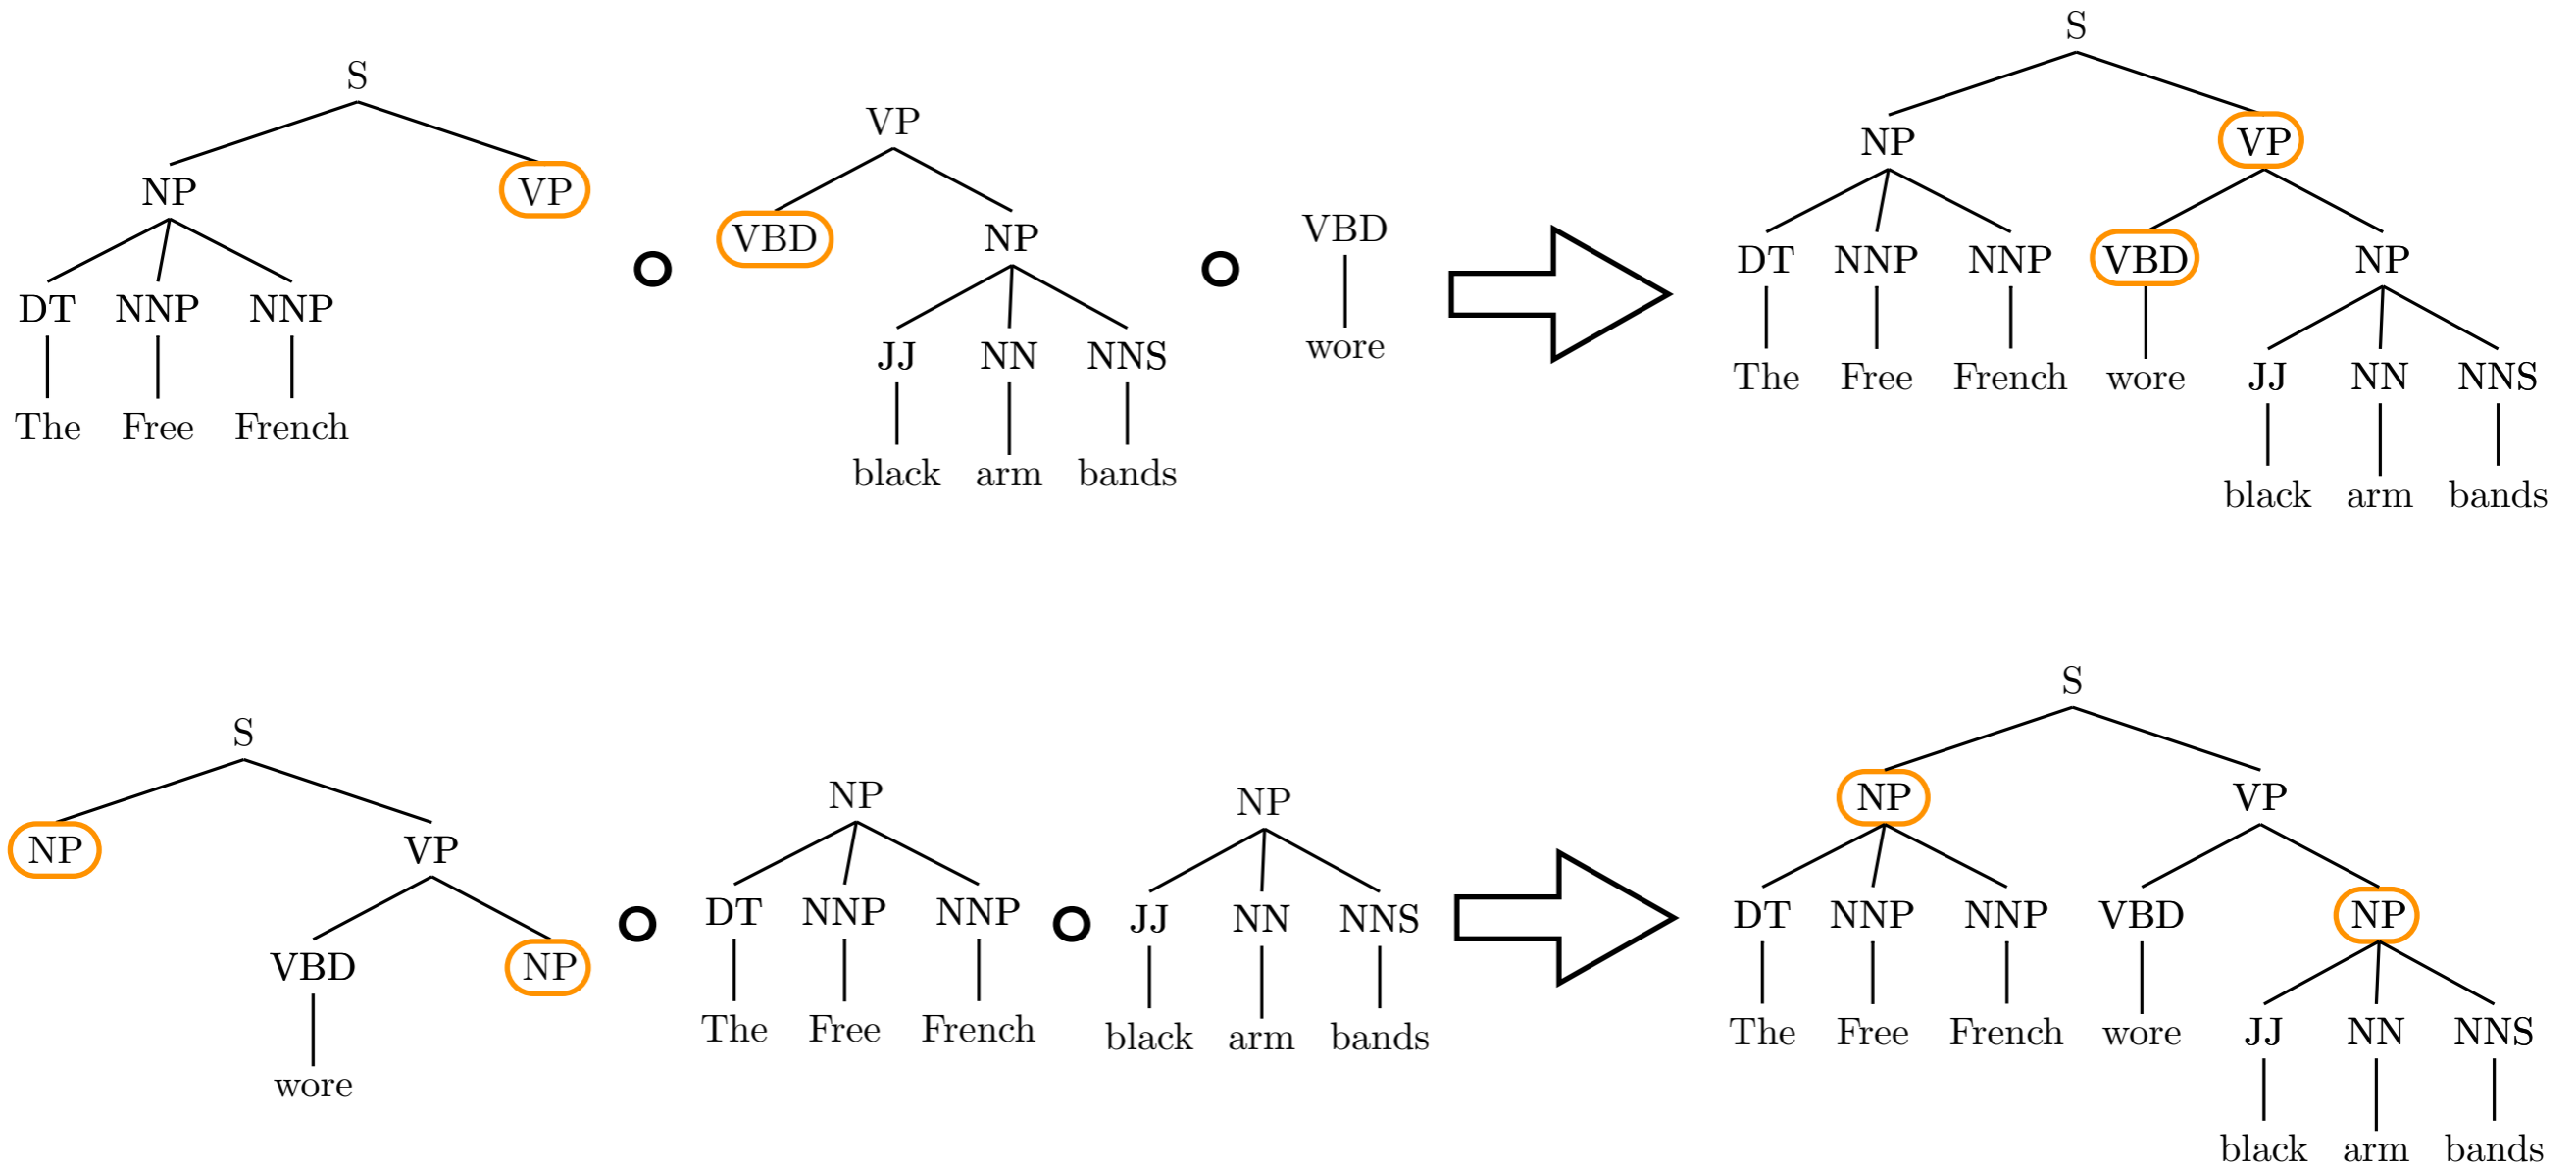 S
S
VP
NP VP
NP VP
VBD NP
VBD
DT NNP NNP
DT NNP NNP VBD NP
wore
JJ NN NNS
The Free French wore
JJ NN NNS
The Free French
black arm bands
black arm bands
S
S
NP
NP
NP VP
NP VP
DT NNP NNP
JJ NN NNS
DT NNP NNP VBD NP
VBD NP
The Free French
black arm bands
The Free French wore
JJ NN NNS
wore
black arm bands